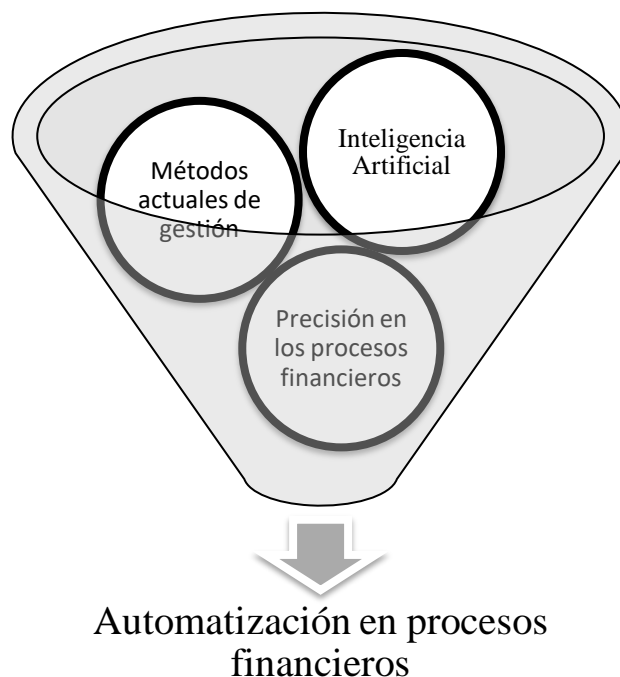 Métodos
actuales de
gestión
Inteligencia
Artificial
Precisión en
los procesos
financieros
Automatización en procesos
financieros